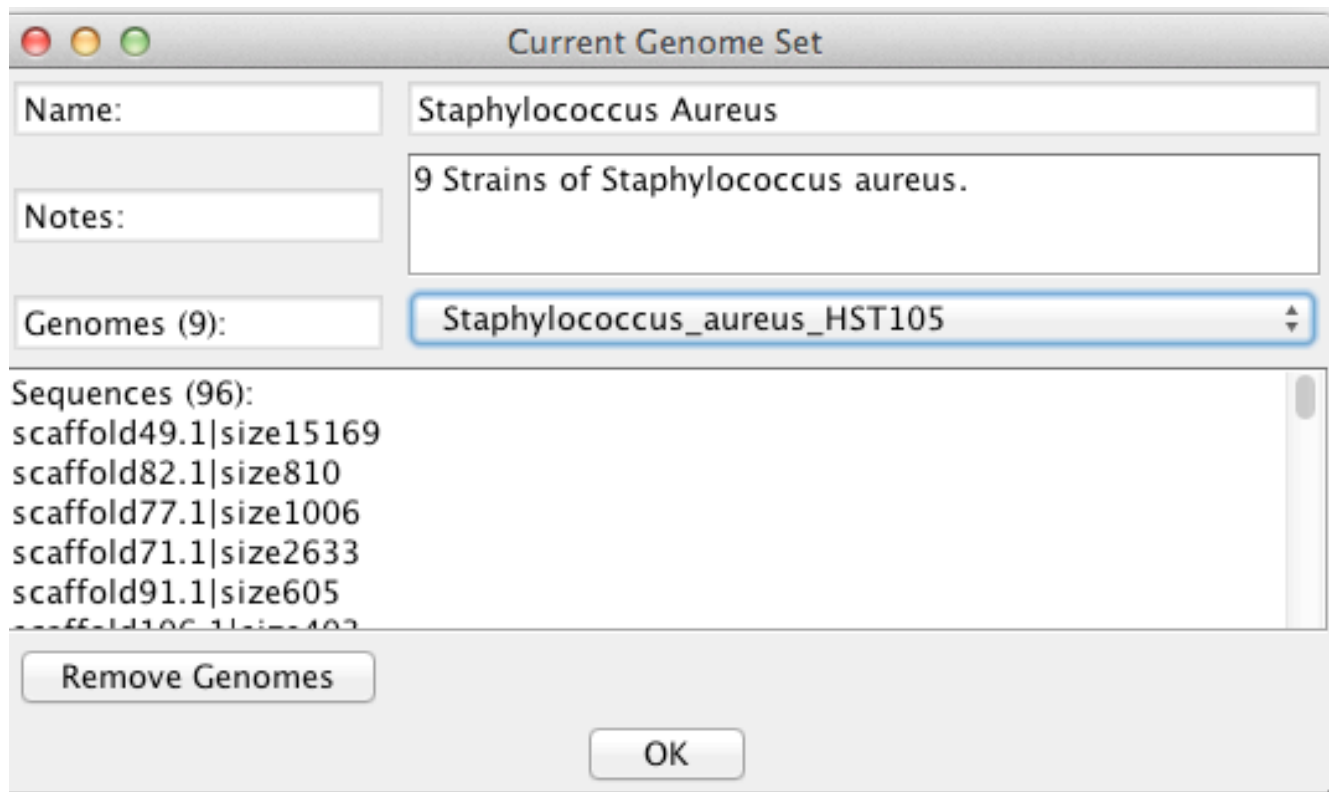 Current Genome Set
Name:
Staphylococcus Aureus
Notes:
9 Strains of Staphylococcus aureus.
Genomes (9):
Staphylococcus_aureus_HST105
Sequences (96):
scaffold49.1|size15169
scaffold82.1|size810
scaffold77.1|size1006
scaffold71.1|size2633
scaffold91.1|size605
Remove Genomes
OK